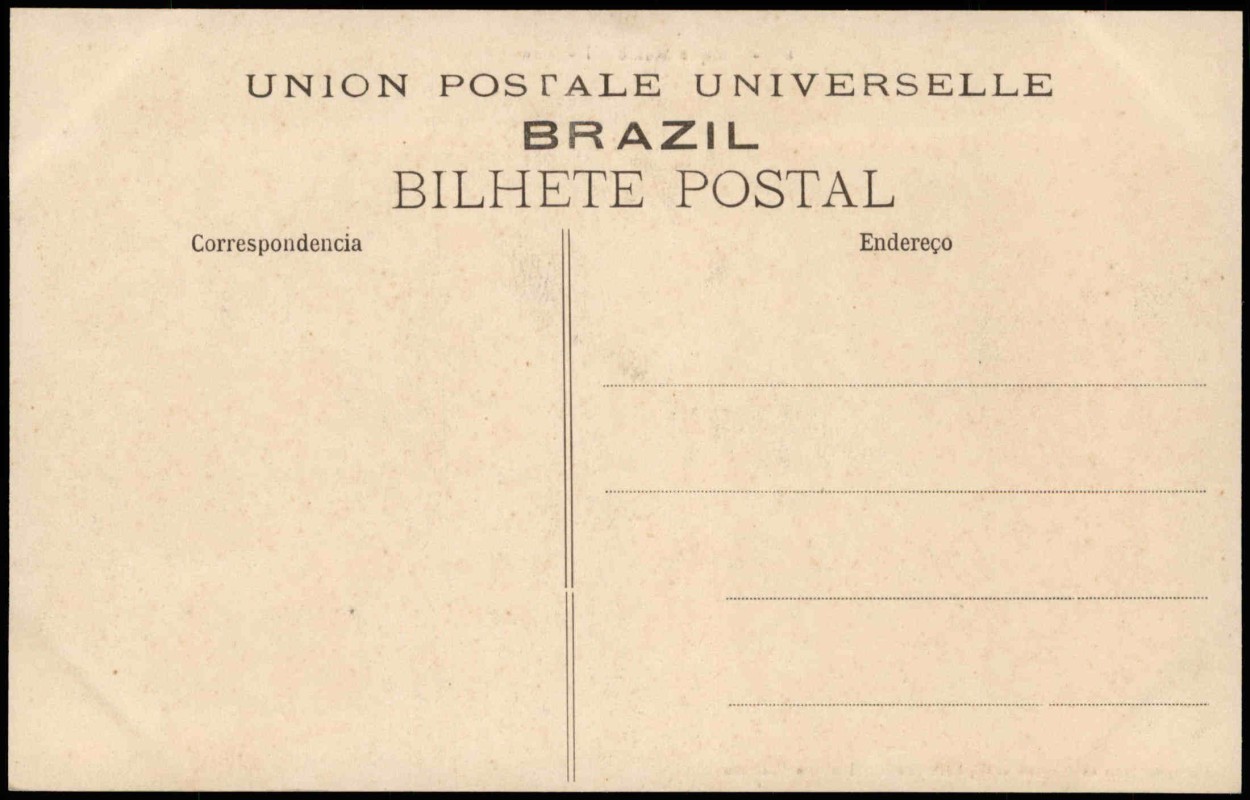 UNION POSTALE UNIVERSELLE
BRAZIL
BILHETE POSTAL
Correspondencia
Endereço